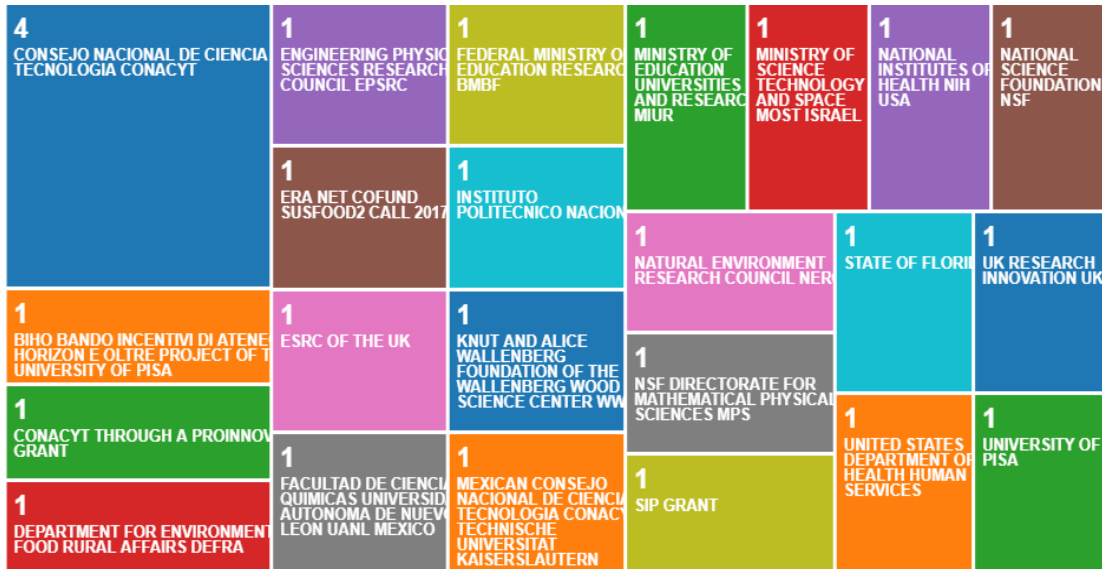 4
CONSEJO NACIONAL DE CIENCIA
TECNOLOGIA CONACYT
1
BIHO BANDO INCENTIVI DI ATENE
HORIZON E OLTRE PROJECT OF T
UNIVERSITY OF PISA
1
CONACYT THROUGH A PROINNOV
GRANT
1
DEPARTMENT FOR ENVIRONMENT
FOOD RURAL AFFAIRS DEFRA
1
ENGINEERING PHYSIC
SCIENCES RESEARCH
COUNCIL EPSRC
1
ERA NET COFUND
SUSFOOD2 CALL 2017
1
ESRC OF THE UK
1
FACULTAD DE CIENCIA
QUIMICAS UNIVERSIDA
AUTONOMA DE NUEV
LEON UANL MEXICO
1
FEDERAL MINISTRY O
EDUCATION RESEARC
BMBF
1
INSTITUTO
POLITECNICO NACION
1
KNUT AND ALICE
WALLENBERG
FOUNDATION OF THE
WALLENBERG WOOD
SCIENCE CENTER WW
1
MEXICAN CONSEJO
NACIONAL DE CIENCIA
TECNOLOGIA CONACY
TECHNISCHE
UNIVERSITAT
KAISERSLAUTERN
1
MINISTRY OF
EDUCATION
UNIVERSITIES
AND RESEARC
MIUR
1
MINISTRY OF
SCIENCE
TECHNOLOGY
AND SPACE
MOST ISRAEL
1
NATIONAL
INSTITUTES OF
HEALTH NIH
USA
1
NATIONAL
SCIENCE
FOUNDATION
NSF
1
NATURAL ENVIRONMENT
RESEARCH COUNCIL NERC
1
NSF DIRECTORATE FOR
MATHEMATICAL PHYSICAL
SCIENCES MPS
1
SIP GRANT
1
STATE OF FLORI
1
UNITED STATES
DEPARTMENT OF
HEALTH HUMAN
SERVICES
1
UK RESEARCH
INNOVATION UK
1
UNIVERSITY OF
PISA